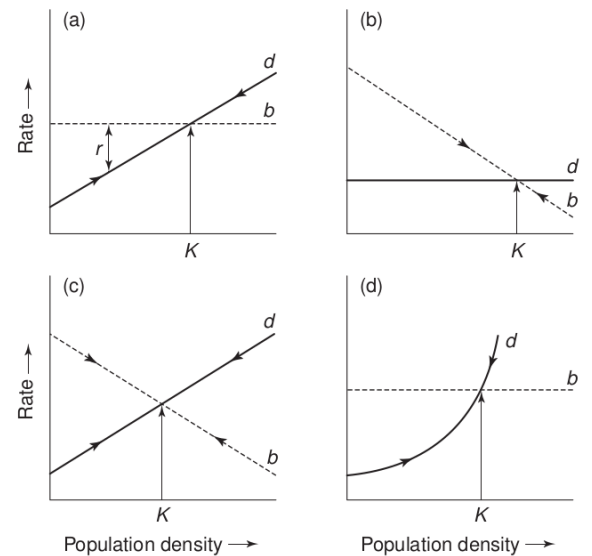 (a)
d
b
r
Rate
K
(b)
d
b
K
(c)
d
b
Rate
K
Population density
(d)
d
b
K
Population density